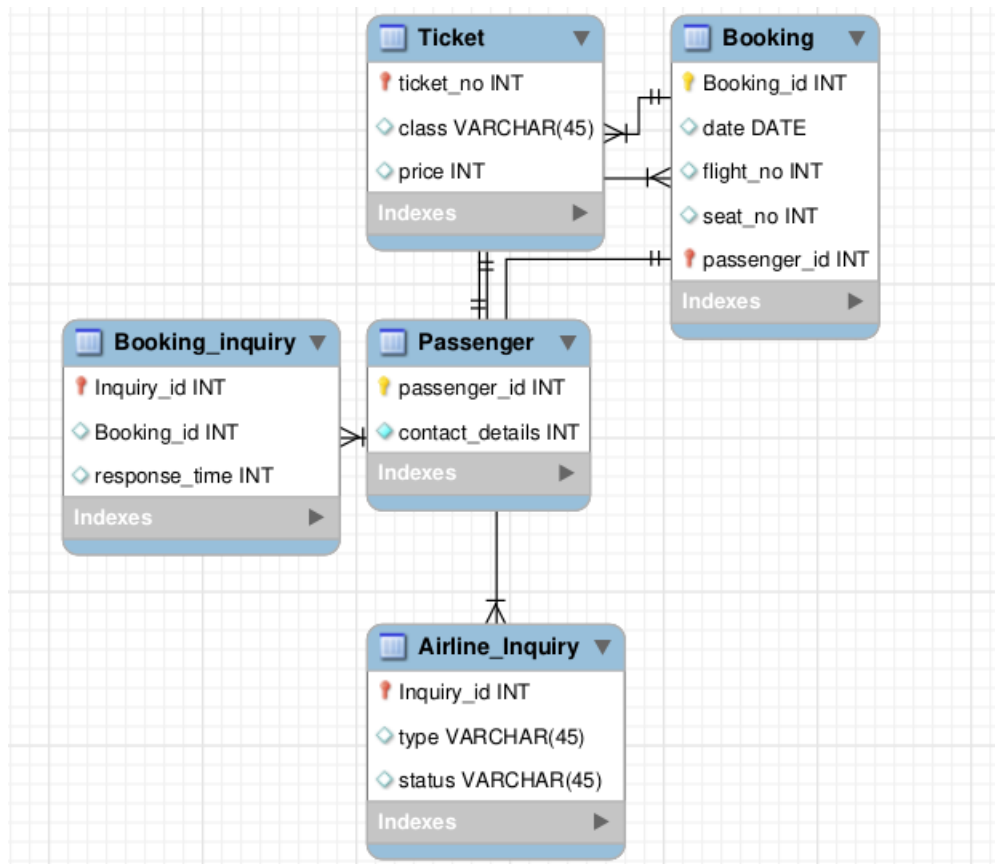 Ticket
ticket_no INT
class VARCHAR(45)
price INT
Indexes
Booking
Booking_id INT
date DATE
flight_no INT
seat_no INT
passenger_id INT
Indexes
Booking_inquiry
Inquiry_id INT
Booking_id INT
response_time INT
Indexes
Passenger
passenger_id INT
contact_details INT
Indexes
Airline_Inquiry
Inquiry_id INT
type VARCHAR(45)
status VARCHAR(45)
Indexes